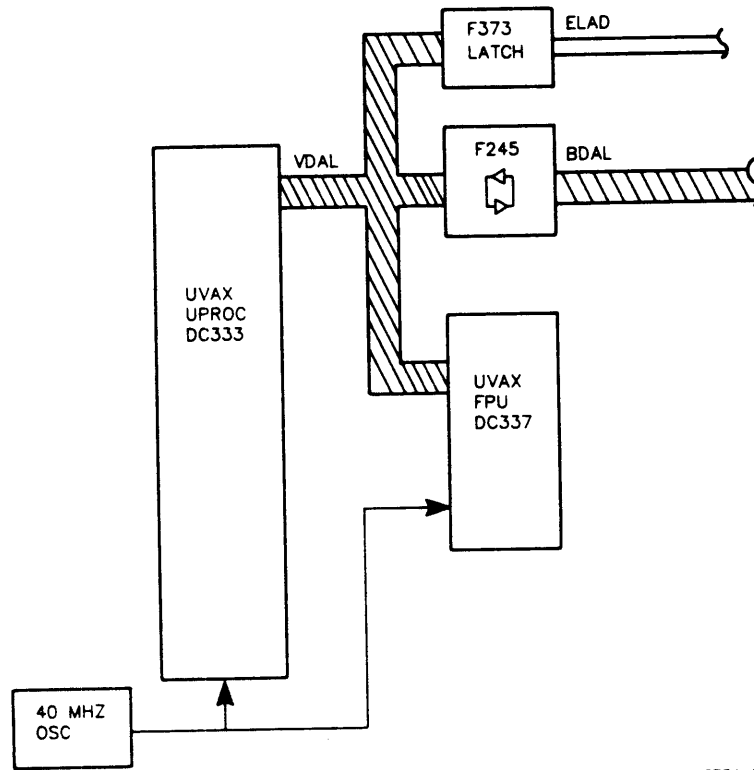 F373
LATCH
ELAD
VDAL
F245
BDAL
UVAX
UPROC
DC333
UVAX
FPU
DC337
40 MHZ
OSC